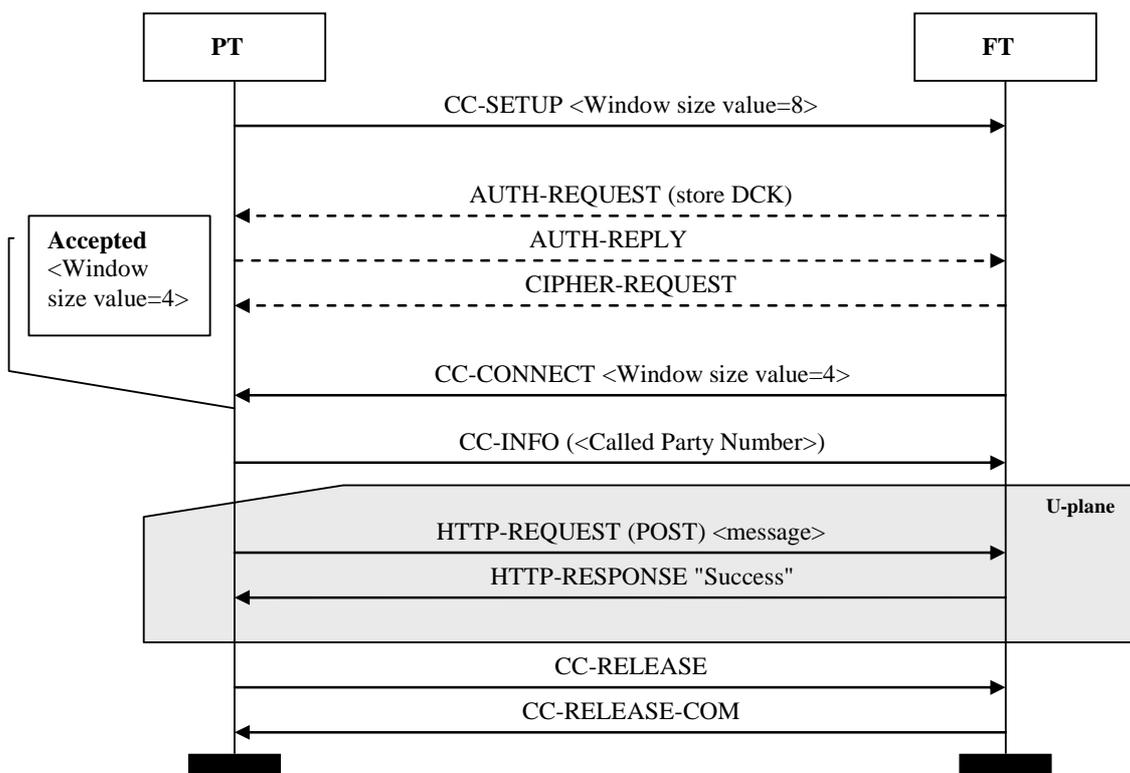 PT
FT
CC-SETUP <Window size value=8>
AUTH-REQUEST (store DCK)
AUTH-REPLY
CIPHER-REQUEST
Accepted
<Window
size value=4>
CC-CONNECT <Window size value=4>
CC-INFO (<Called Party Number>)
U-plane
HTTP-REQUEST (POST) <message>
HTTP-RESPONSE "Success"
CC-RELEASE
CC-RELEASE-COM